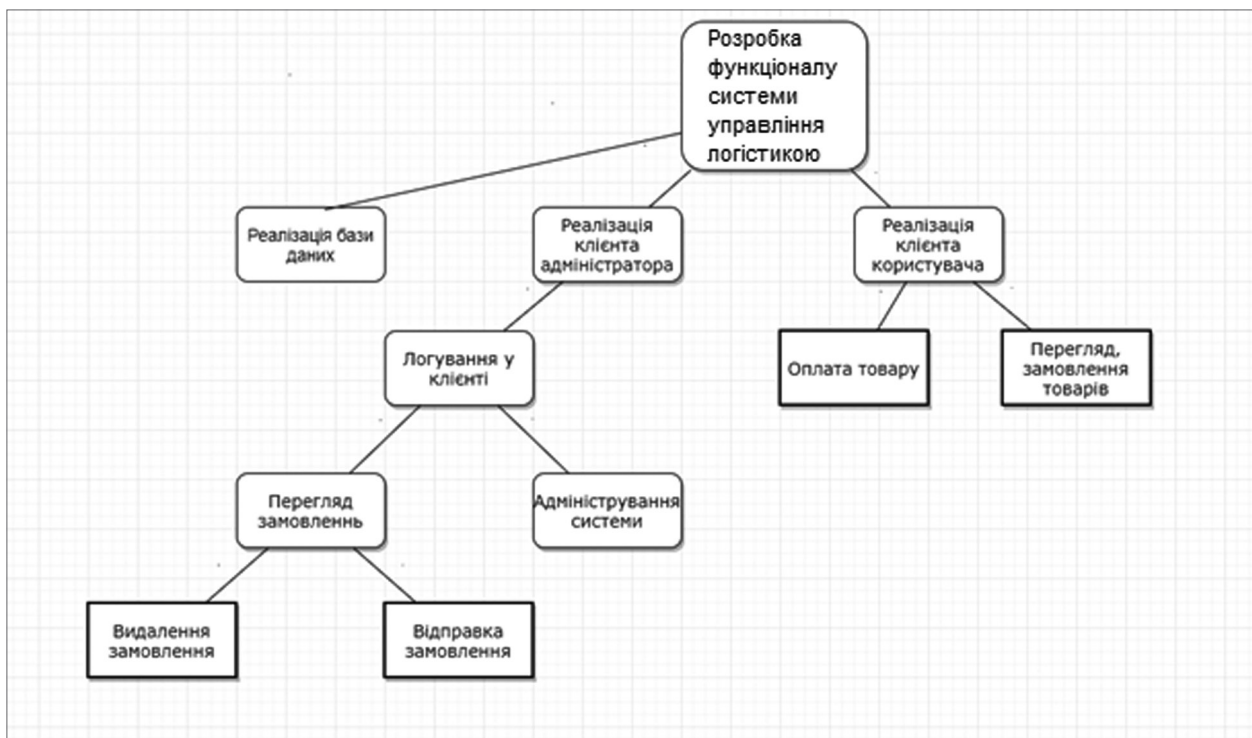 Розробка
функціоналу
системи
управління
логістикою
Реалізація бази
даних
Реалізація
клієнта
адміністратора
Реалізація
клієнта
користувача
Логування у
клієнті
Оплата товару
Перегляд,
замовлення
товарів
Перегляд
замовленнь
Адміністрування
системи
Видалення
замовлення
Відправка
замовлення